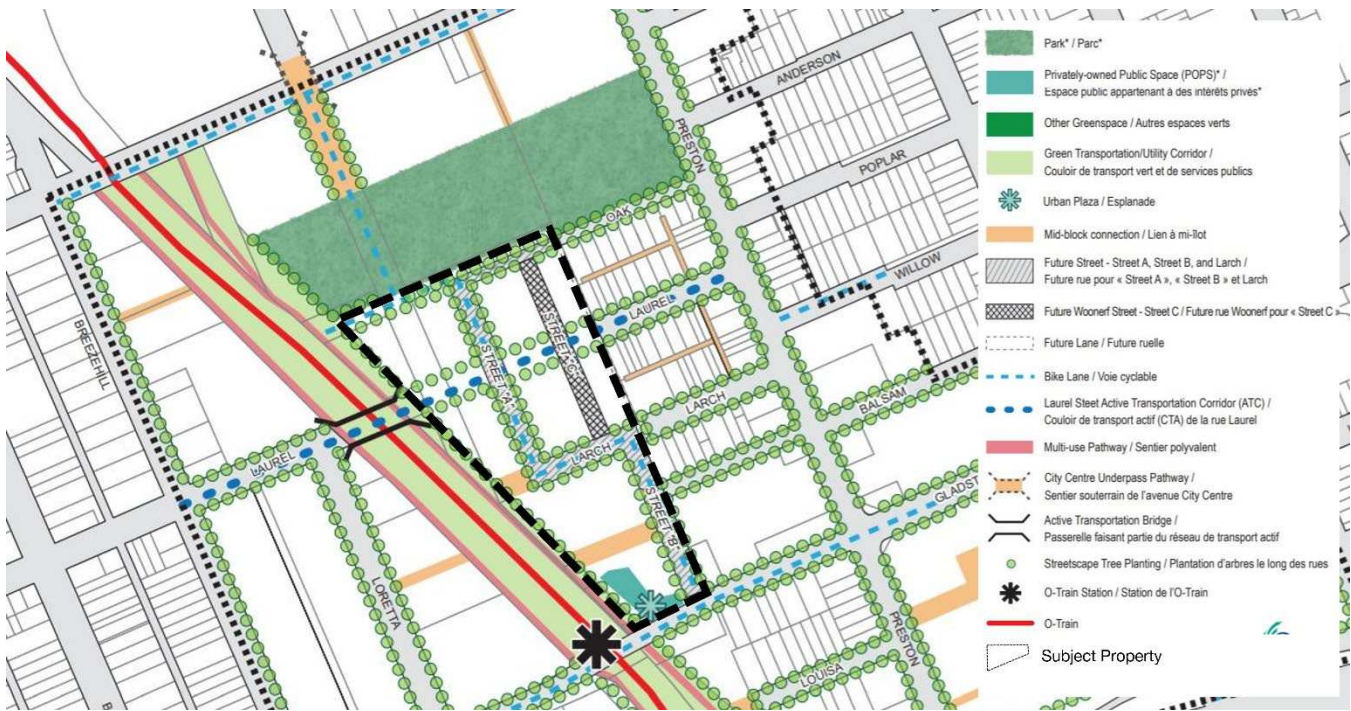 ANDERSON
PRESTON
POPLAR
OAK
WILLOW
LAUREL
STREET "C"
STREET "A"
BREEZEHILL
LARCH
BALSAM
LARCH
LAUREL
GLADST
STREET "B"
LORETTA
PRESTON
LOUISA
B
Park* / Parc*
Privately-owned Public Space (POPS)* /
Espace public appartenant à des intérêts privés*
Other Greenspace / Autres espaces verts
Green Transportation/Utility Corridor /
Couloir de transport vert et de services publics
Urban Plaza / Esplanade
Mid-block connection / Lien à mi-îlot
Future Street - Street A, Street B, and Larch /
Future rue pour « Street A », « Street B » et Larch
Future Woonerf Street - Street C / Future rue Woonerf pour « Street C »
Future Lane / Future ruelle
Bike Lane / Voie cyclable
Laurel Steet Active Transportation Corridor (ATC) /
Couloir de transport actif (CTA) de la rue Laurel
Multi-use Pathway / Sentier polyvalent
City Centre Underpass Pathway /
Sentier souterrain de l'avenue City Centre
Active Transportation Bridge /
Passerelle faisant partie du réseau de transport actif
Streetscape Tree Planting / Plantation d'arbres le long des rues
O-Train Station / Station de l'O-Train
O-Train
Subject Property